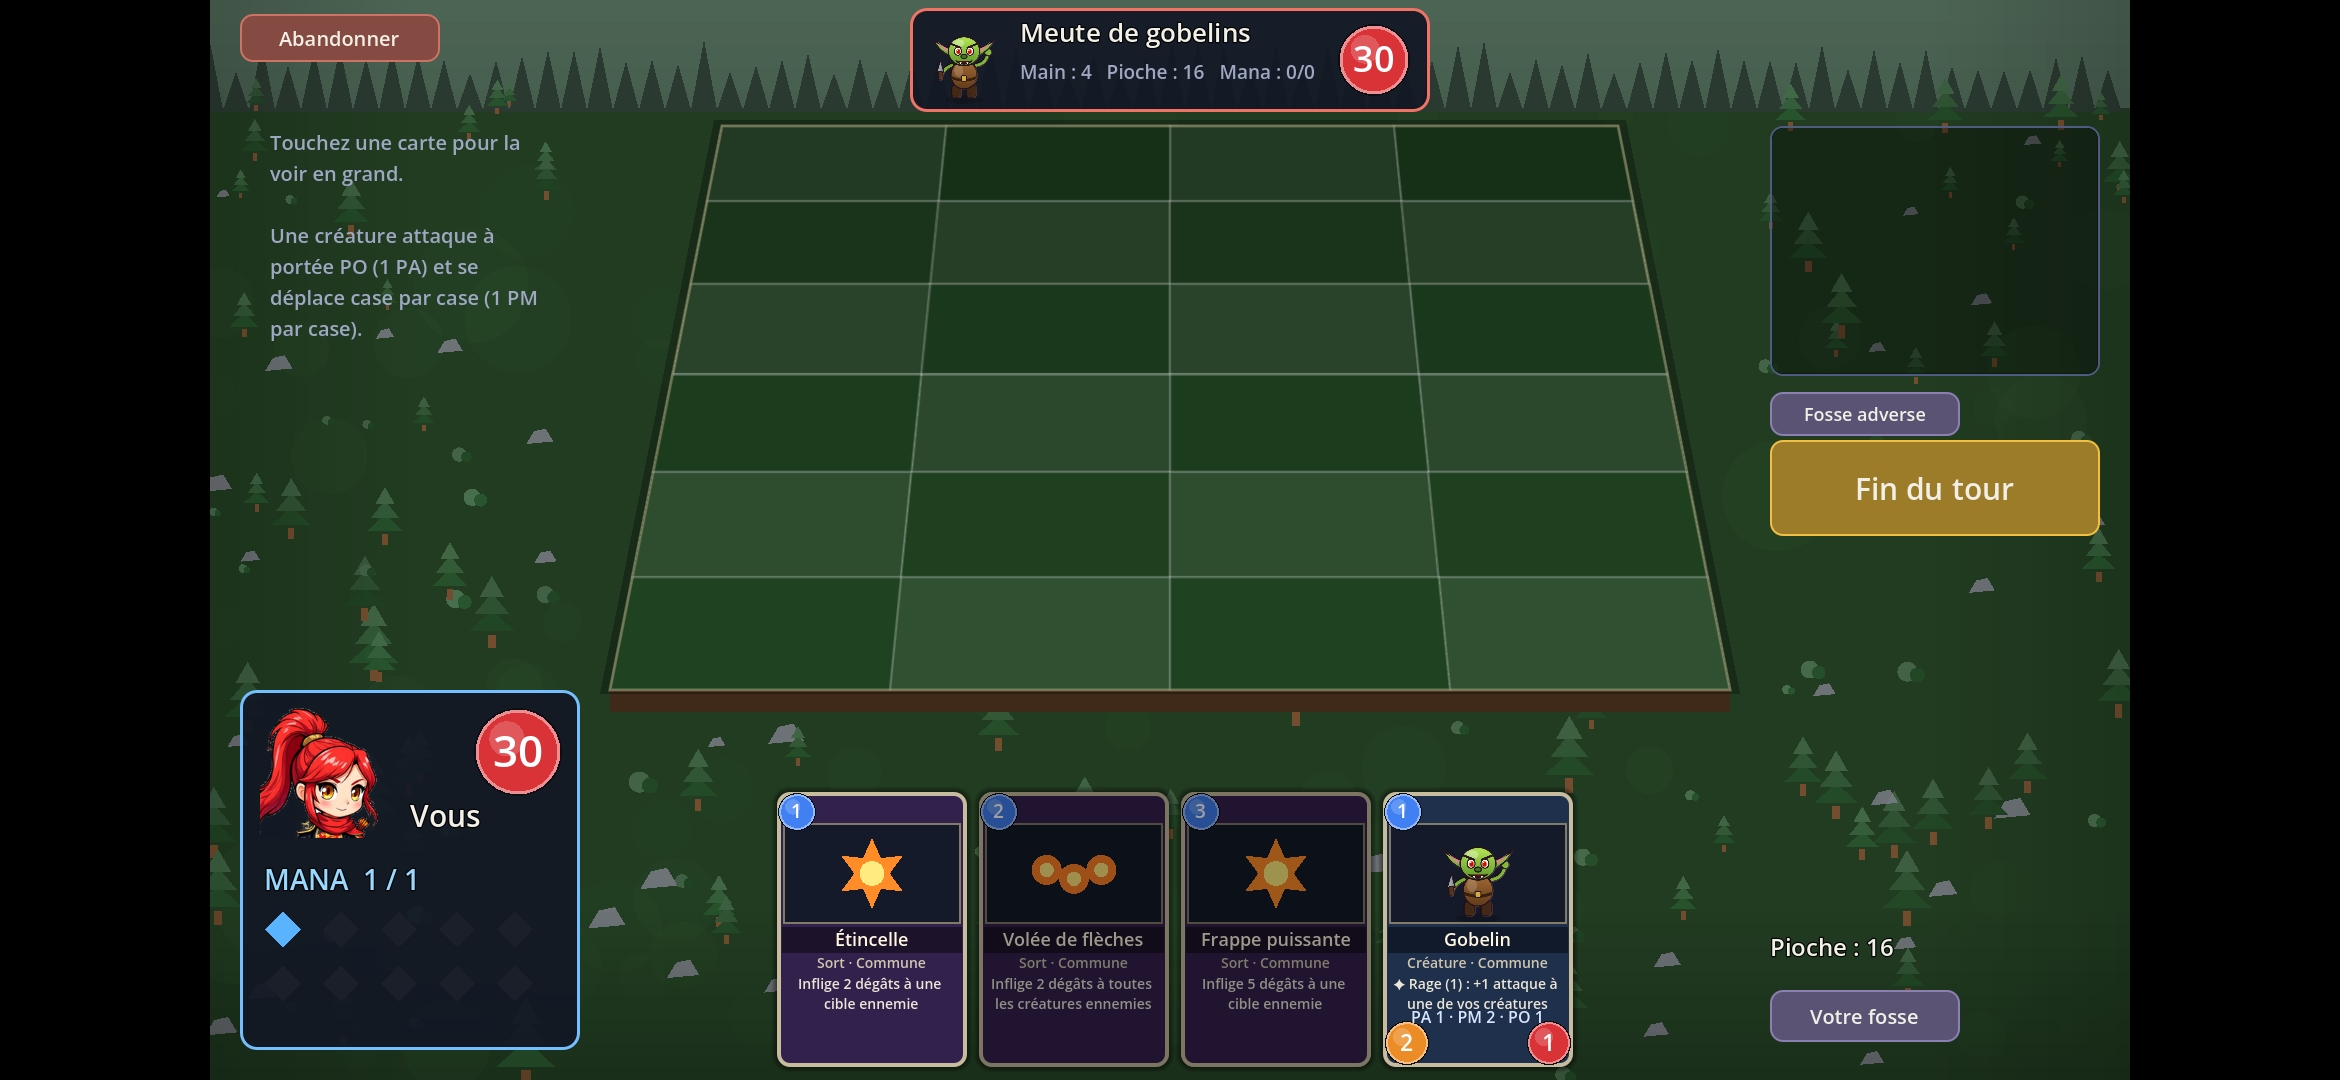 Abandonner
Meute de gobelins
Main : 4 Pioche : 16 Mana : 0/0
30
Touchez une carte pour la
voir en grand.
Une créature attaque à
portée PO (1 PA) et se
déplace case par case (1 PM
par case).
Fosse adverse
Fin du tour
30
Vous
MANA 1 / 1
1
Étincelle
Sort · Commune
Inflige 2 dégâts à une
cible ennemie
2
Volée de flèches
Sort · Commune
Inflige 2 dégâts à toutes
les créatures ennemies
3
Frappe puissante
Sort · Commune
Inflige 5 dégâts à une
cible ennemie
1
Gobelin
Créature · Commune
✦ Rage (1) : +1 attaque à
une de vos créatures
PA 1 · PM 2 · PO 1
2
1
Pioche : 16
Votre fosse